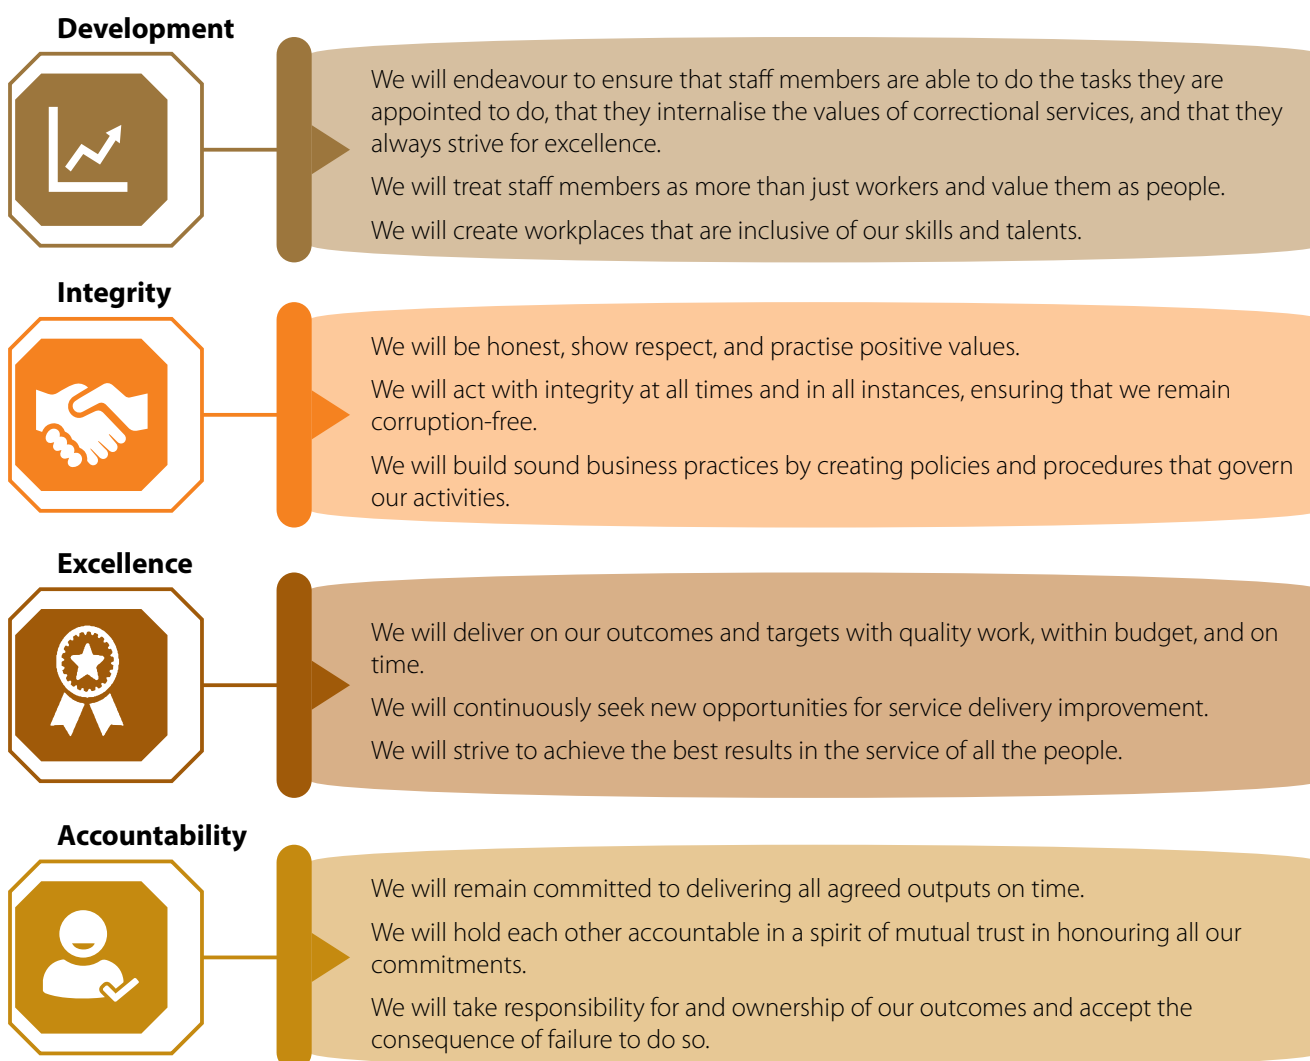 Development
We will endeavour to ensure that staff members are able to do the tasks they are
appointed to do, that they internalise the values of correctional services, and that they
always strive for excellence.
We will treat staff members as more than just workers and value them as people.
We will create workplaces that are inclusive of our skills and talents.
Integrity
We will be honest, show respect, and practise positive values.
We will act with integrity at all times and in all instances, ensuring that we remain
corruption-free.
We will build sound business practices by creating policies and procedures that govern
our activities.
Excellence
We will deliver on our outcomes and targets with quality work, within budget, and on
time.
We will continuously seek new opportunities for service delivery improvement.
We will strive to achieve the best results in the service of all the people.
Accountability
We will remain committed to delivering all agreed outputs on time.
We will hold each other accountable in a spirit of mutual trust in honouring all our
commitments.
We will take responsibility for and ownership of our outcomes and accept the
consequence of failure to do so.